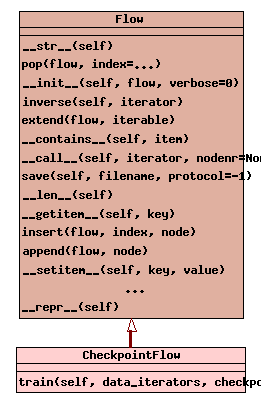 Flow
__str__(self)
pop(flow, index=...)
__init__(self, flow, verbose=0)
inverse(self, iterator)
extend(flow, iterable)
__contains__(self, item)
__call__(self, iterator, nodenr=Non
save(self, filename, protocol=-1)
__len__(self)
__getitem__(self, key)
insert(flow, index, node)
append(flow, node)
__setitem__(self, key, value)
...
__repr__(self)
CheckpointFlow
train(self, data_iterators, checkpo